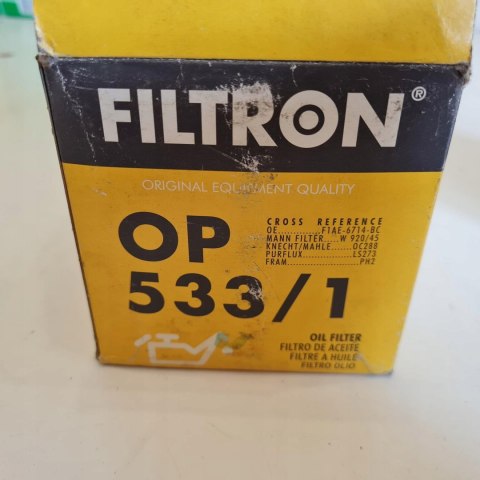 FILTRON®
ORIGINAL EQUIPMENT QUALITY
OP
533/1
CROSS REFERENCE
OE............F1AE-6714-BC
MANN FILTER.....W 920/45
KNECHT/MAHLE.......OC288
PURFLUX................LS273
FRAM.......................PH2
OIL FILTER
FILTRO DE ACEITE
FILTRE À HUILE
FILTRO OLIO